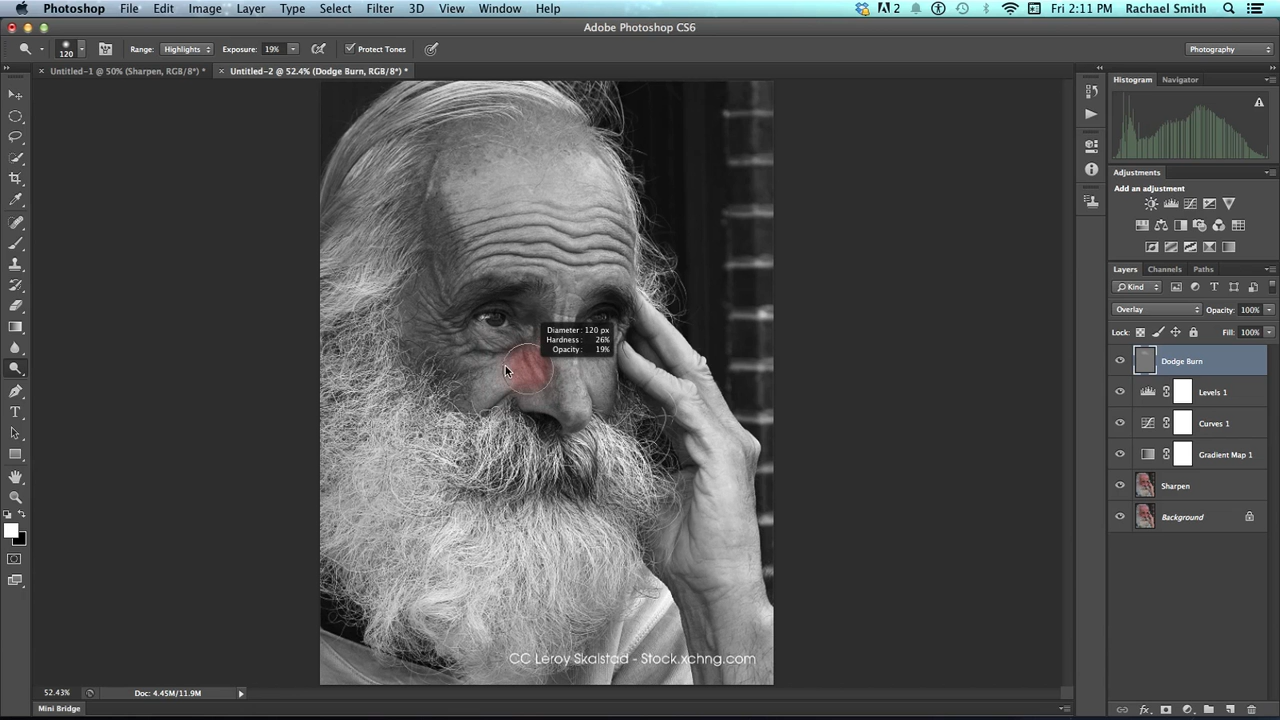 Photoshop File Edit Image Layer Type Select Filter 3D View Window Help 2 Fri 2:11 PM Rachael Smith
Adobe Photoshop CS6
120 Range: Highlights Exposure: 19% Protect Tones Photography
Untitled-1 @ 50% (Sharpen, RGB/8*) * Untitled-2 @ 52.4% (Dodge Burn, RGB/8*) *
Histogram Navigator
Adjustments
Add an adjustment
Layers Channels Paths
Kind
Overlay Opacity: 100%
Lock: Fill: 100%
Dodge Burn
Levels 1
Curves 1
Gradient Map 1
Sharpen
Background
Diameter: 120 px
Hardness: 26%
Opacity: 19%
CC Leroy Skalstad - Stock.xchng.com
52.43% Doc: 4.45M/11.9M
Mini Bridge